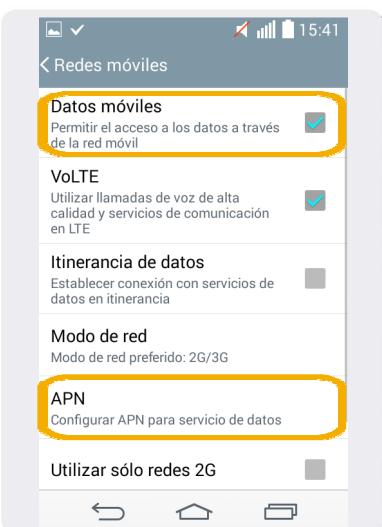 15:41
Redes móviles
Datos móviles
Permitir el acceso a los datos a través
de la red móvil
VoLTE
Utilizar llamadas de voz de alta
calidad y servicios de comunicación
en LTE
Itinerancia de datos
Establecer conexión con servicios de
datos en itinerancia
Modo de red
Modo de red preferido: 2G/3G
APN
Configurar APN para servicio de datos
Utilizar sólo redes 2G